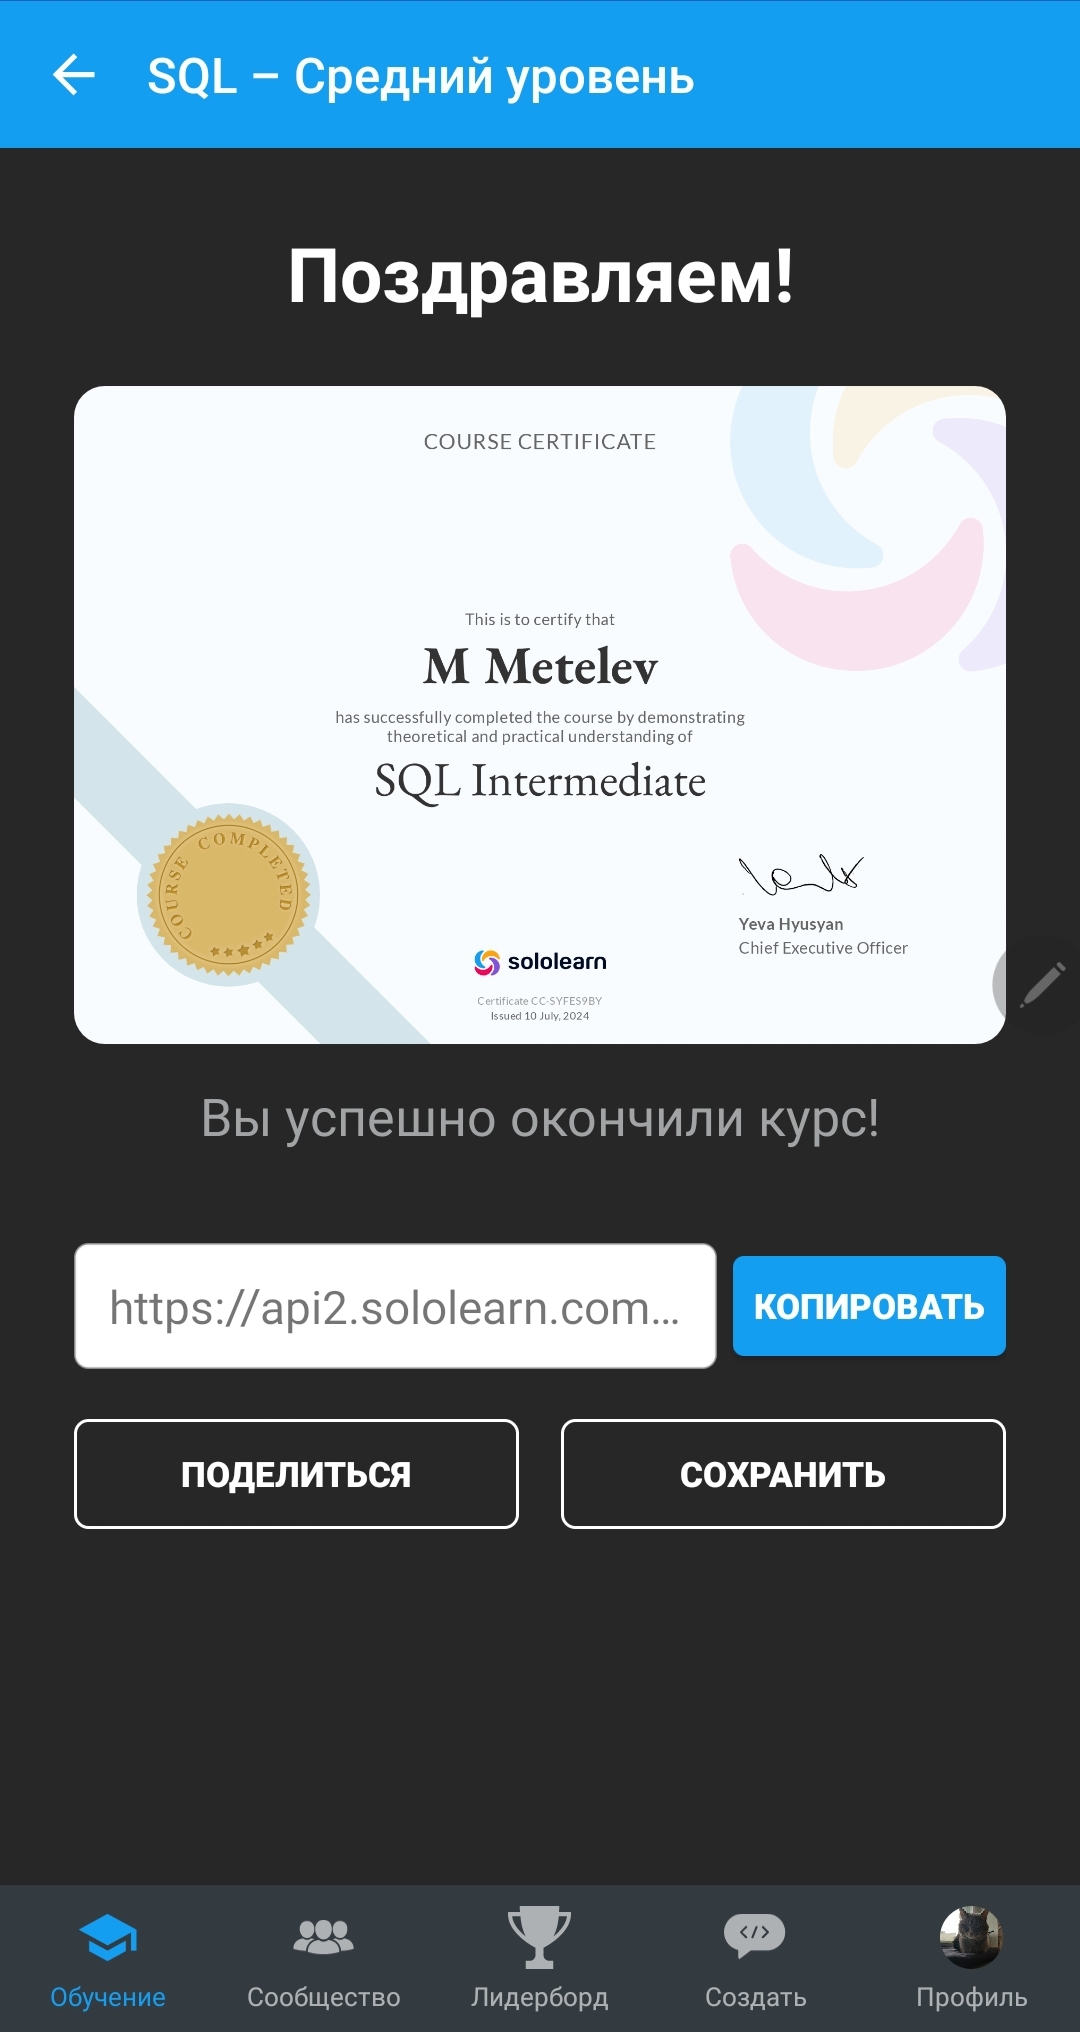 SQL – Средний уровень
Поздравляем!
COURSE CERTIFICATE
This is to certify that
M Metelev
has successfully completed the course by demonstrating
theoretical and practical understanding of
SQL Intermediate
COURSE COMPLETED
Yeva Hyusyan
Chief Executive Officer
sololearn
Certificate CC-SYFES9BY
Issued 10 July, 2024
Вы успешно окончили курс!
https://api2.sololearn.com...
КОПИРОВАТЬ
ПОДЕЛИТЬСЯ
СОХРАНИТЬ
Обучение
Сообщество
Лидерборд
Создать
Профиль